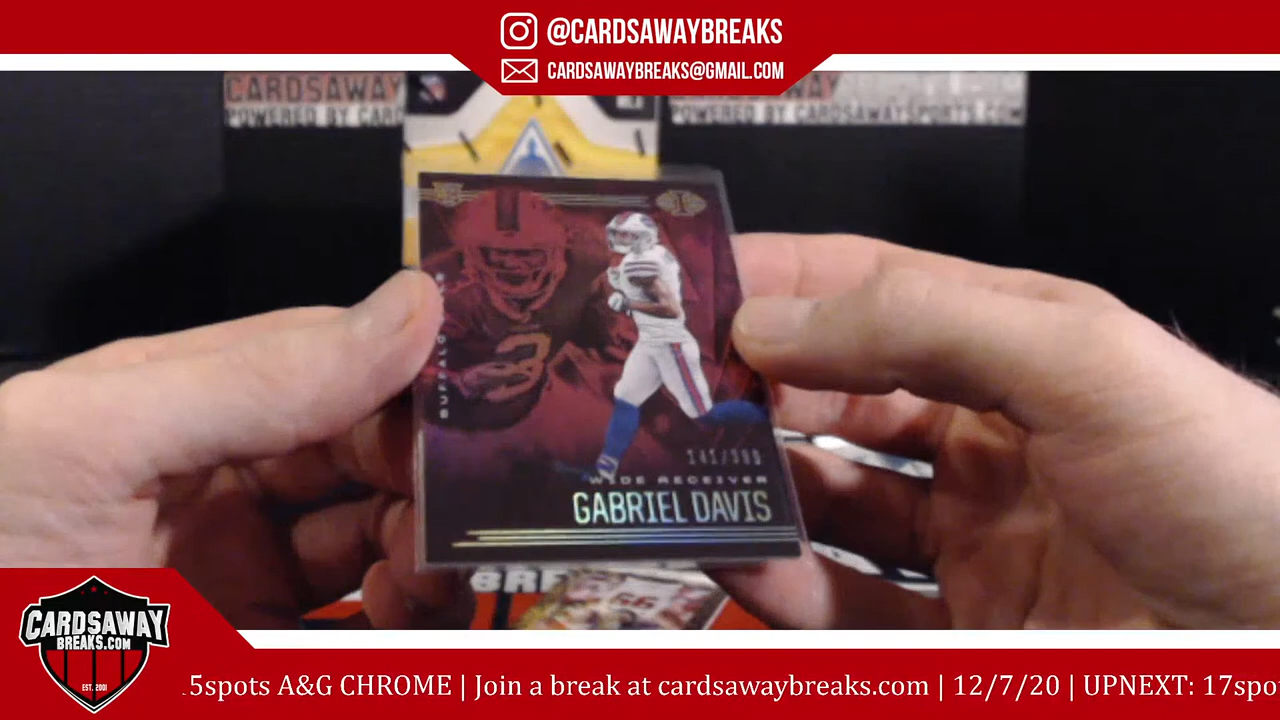 @CARDSAWAYBREAKS
CARDSAWAYBREAKS@GMAIL.COM
CARDSAWAY
POWERED BY CARD
CARDSAWAYSPORTS.COM
BUFFALO
WIDE RECEIVER
GABRIEL DAVIS
CARDSAWAY
BREAKS.COM
EST. 2001
.5spots A&G CHROME | Join a break at cardsawaybreaks.com | 12/7/20 | UPNEXT: 17spo